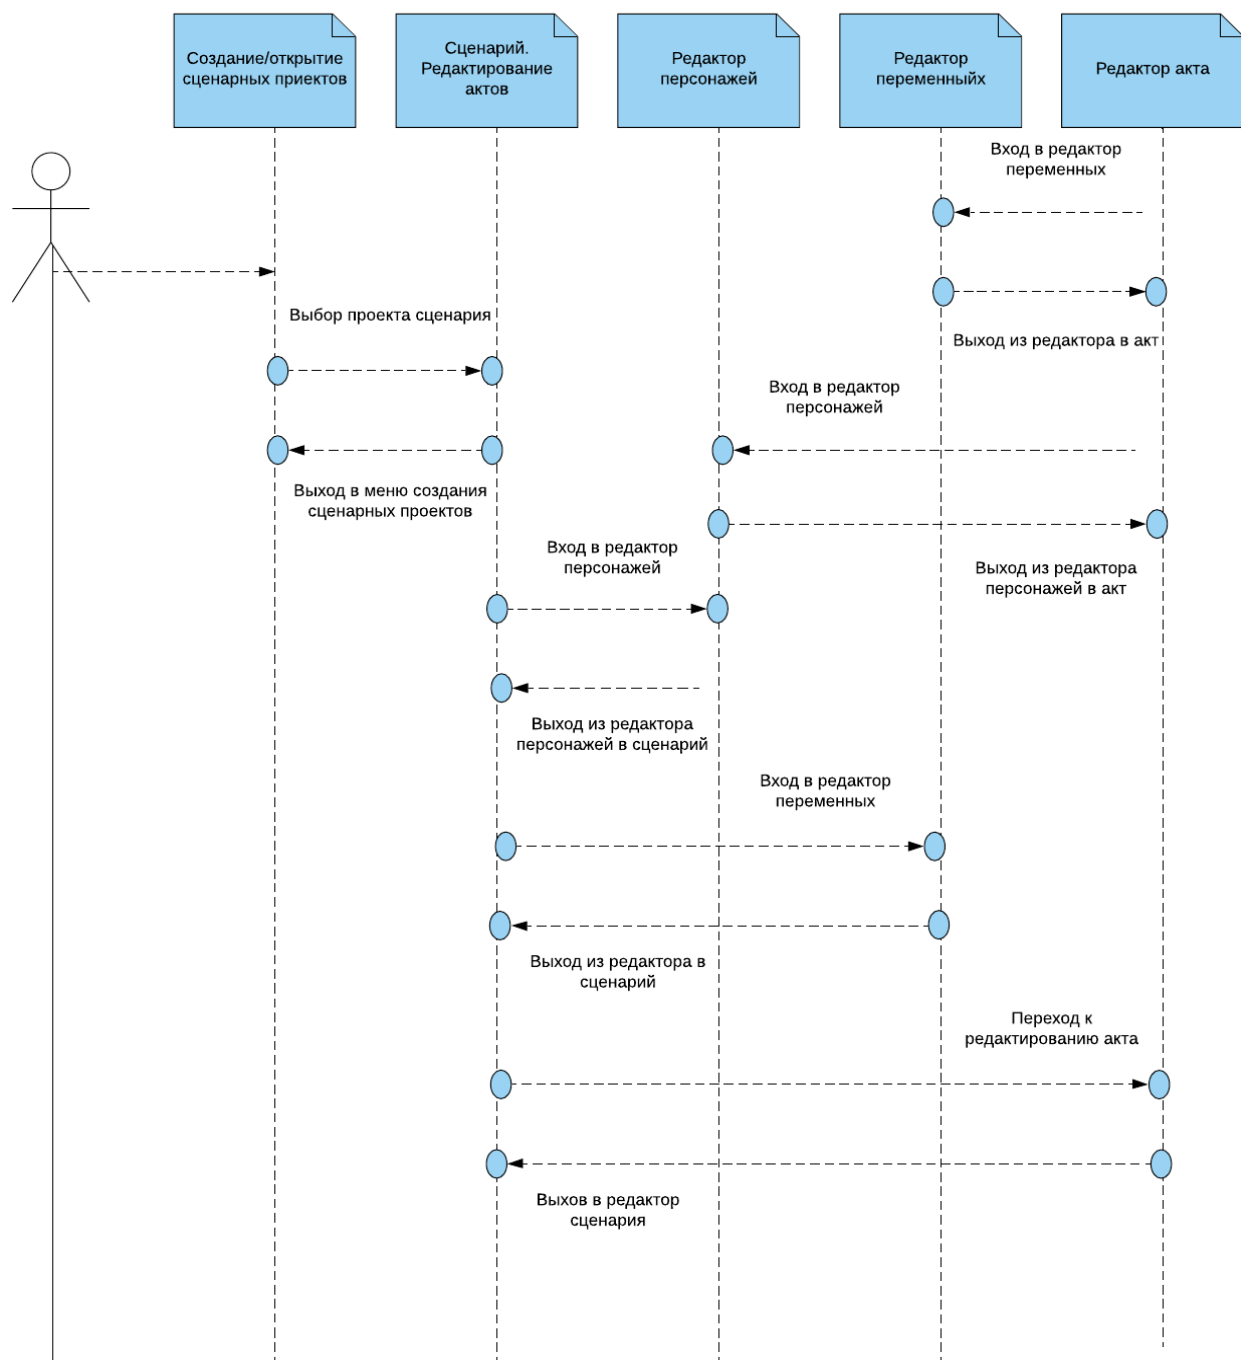 Создание/открытие
сценарных приектов
Сценарий.
Редактирование
актов
Редактор
персонажей
Редактор
переменныйх
Редактор акта
Вход в редактор
переменных
Выбор проекта сценария
Выход из редактора в акт
Вход в редактор
персонажей
Выход в меню создания
сценарных проектов
Вход в редактор
персонажей
Выход из редактора
персонажей в акт
Выход из редактора
персонажей в сценарий
Вход в редактор
переменных
Выход из редактора в
сценарий
Переход к
редактированию акта
Выхов в редактор
сценария